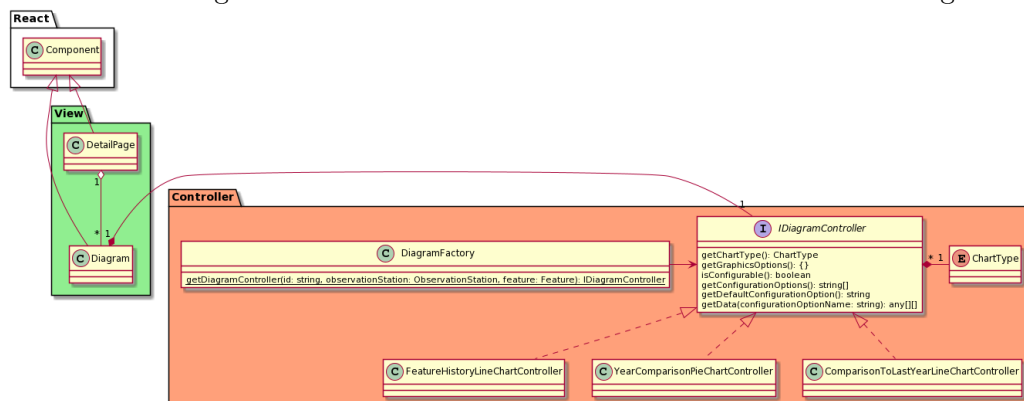 React
C Component
View
C DetailPage
1
* 1
C Diagram
Controller
1
I IDiagramController
getChartType(): ChartType
getGraphicsOptions(): {}
isConfigurable(): boolean
getConfigurationOptions(): string[]
getDefaultConfigurationOption(): string
getData(configurationOptionName: string): any[][]
C DiagramFactory
getDiagramController(id: string, observationStation: ObservationStation, feature: Feature): IDiagramController
* 1
E ChartType
C FeatureHistoryLineChartController
C YearComparisonPieChartController
C ComparisonToLastYearLineChartController